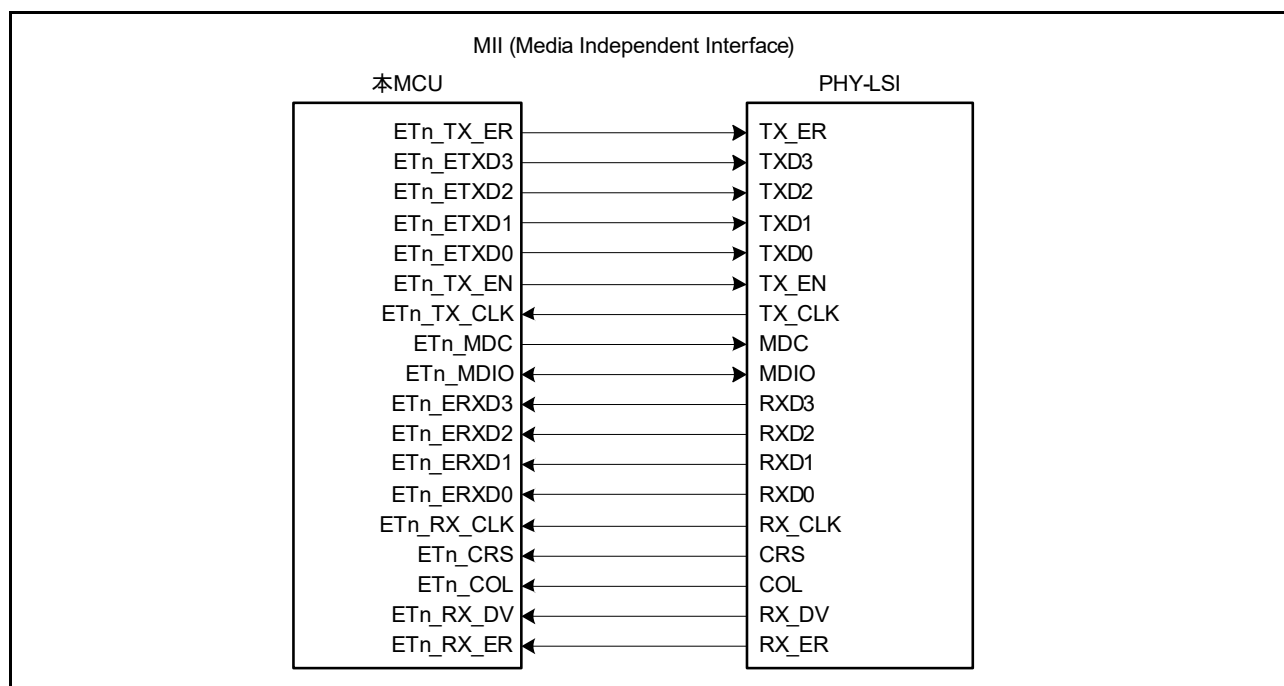 MII (Media Independent Interface)
本MCU PHY-LSI
ETn_TX_ER TX_ER
ETn_ETXD3 TXD3
ETn_ETXD2 TXD2
ETn_ETXD1 TXD1
ETn_ETXD0 TXD0
ETn_TX_EN TX_EN
ETn_TX_CLK TX_CLK
ETn_MDC MDC
ETn_MDIO MDIO
ETn_ERXD3 RXD3
ETn_ERXD2 RXD2
ETn_ERXD1 RXD1
ETn_ERXD0 RXD0
ETn_RX_CLK RX_CLK
ETn_CRS CRS
ETn_COL COL
ETn_RX_DV RX_DV
ETn_RX_ER RX_ER